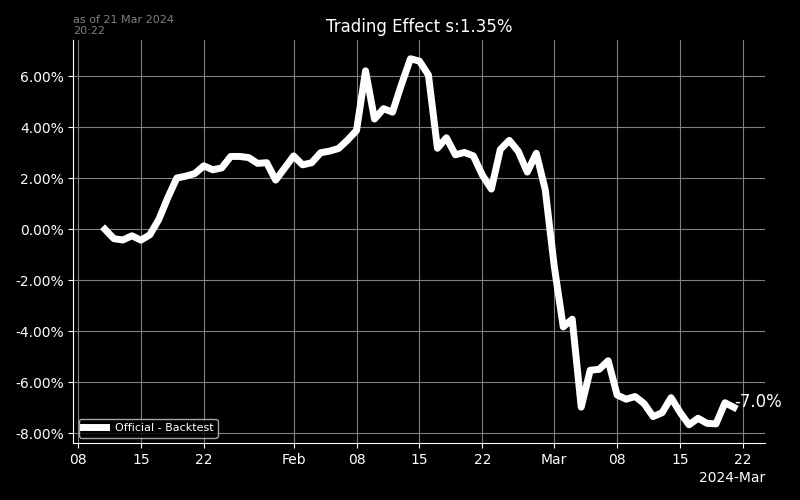 as of 21 Mar 2024
20:22
Trading Effect s:1.35%
6.00%
4.00%
2.00%
0.00%
-2.00%
-4.00%
-6.00%
-8.00%
-7.0%
Official - Backtest
08 15 22 Feb 08 15 22 Mar 08 15 22
2024-Mar